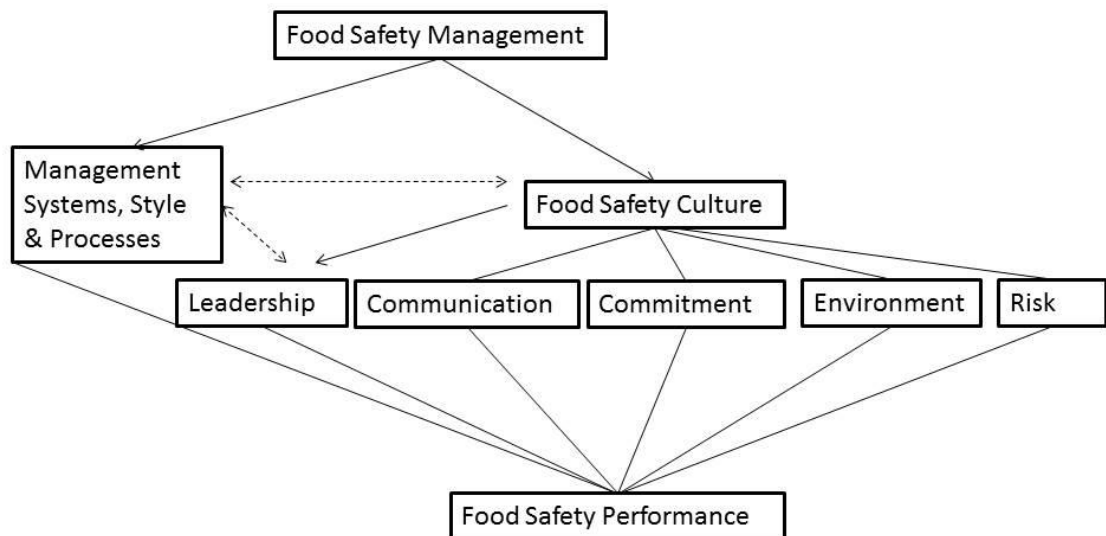 Food Safety Management
Management
Systems, Style
& Processes
Food Safety Culture
Leadership
Communication
Commitment
Environment
Risk
Food Safety Performance